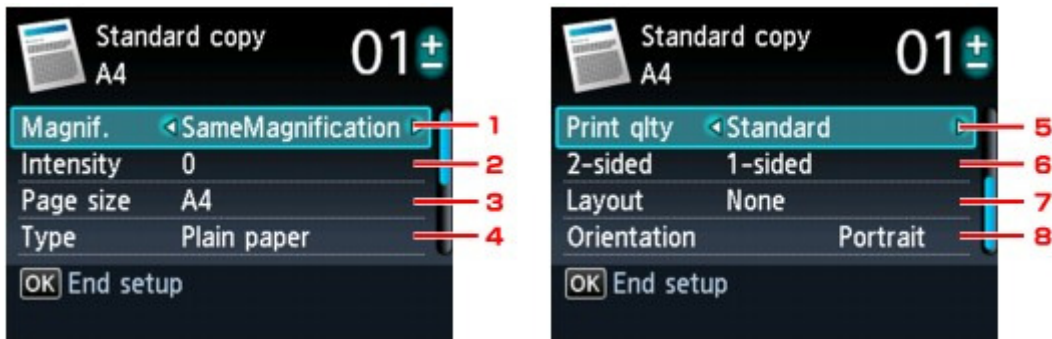 Standard copy
A4
01
Magnif. SameMagnification 1
Intensity 0 2
Page size A4 3
Type Plain paper 4
OK End setup
Standard copy
A4
01
Print qlty Standard 5
2-sided 1-sided 6
Layout None 7
Orientation Portrait 8
OK End setup